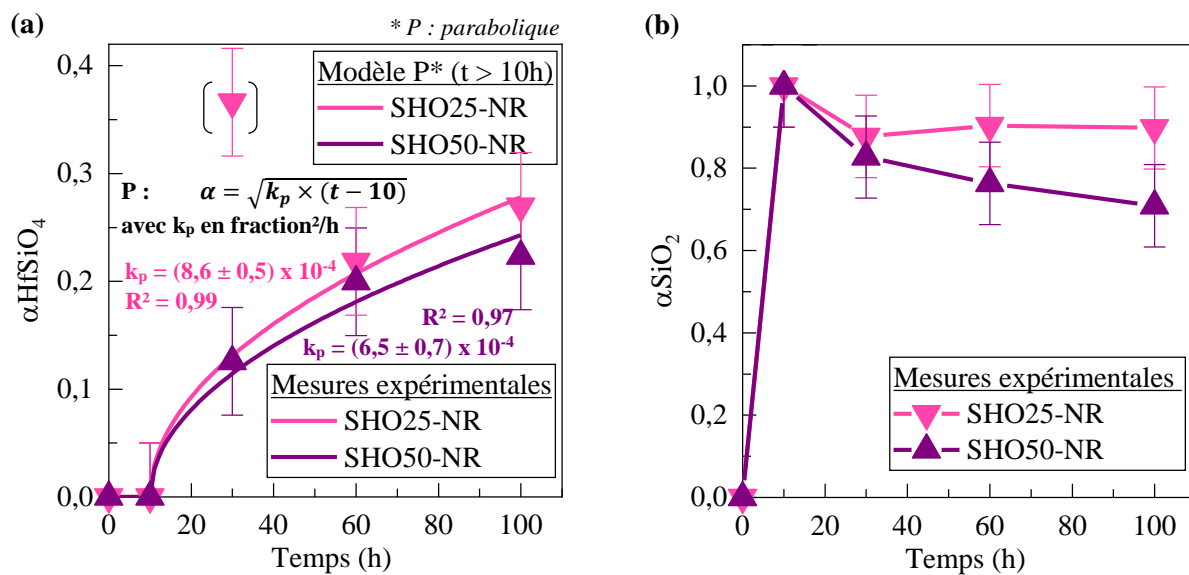 (a)
* P : parabolique
0,4
0,3
0,2
0,1
0,0
αHfSiO₄
Modèle P* (t > 10h)
SHO25-NR
SHO50-NR
P : α = √kₚ × (t − 10)
avec kₚ en fraction²/h
kₚ = (8,6 ± 0,5) x 10⁻⁴
R² = 0,99
R² = 0,97
kₚ = (6,5 ± 0,7) x 10⁻⁴
Mesures expérimentales
SHO25-NR
SHO50-NR
0 20 40 60 80 100
Temps (h)
(b)
1,0
0,8
0,6
0,4
0,2
0,0
αSiO₂
Mesures expérimentales
SHO25-NR
SHO50-NR
0 20 40 60 80 100
Temps (h)